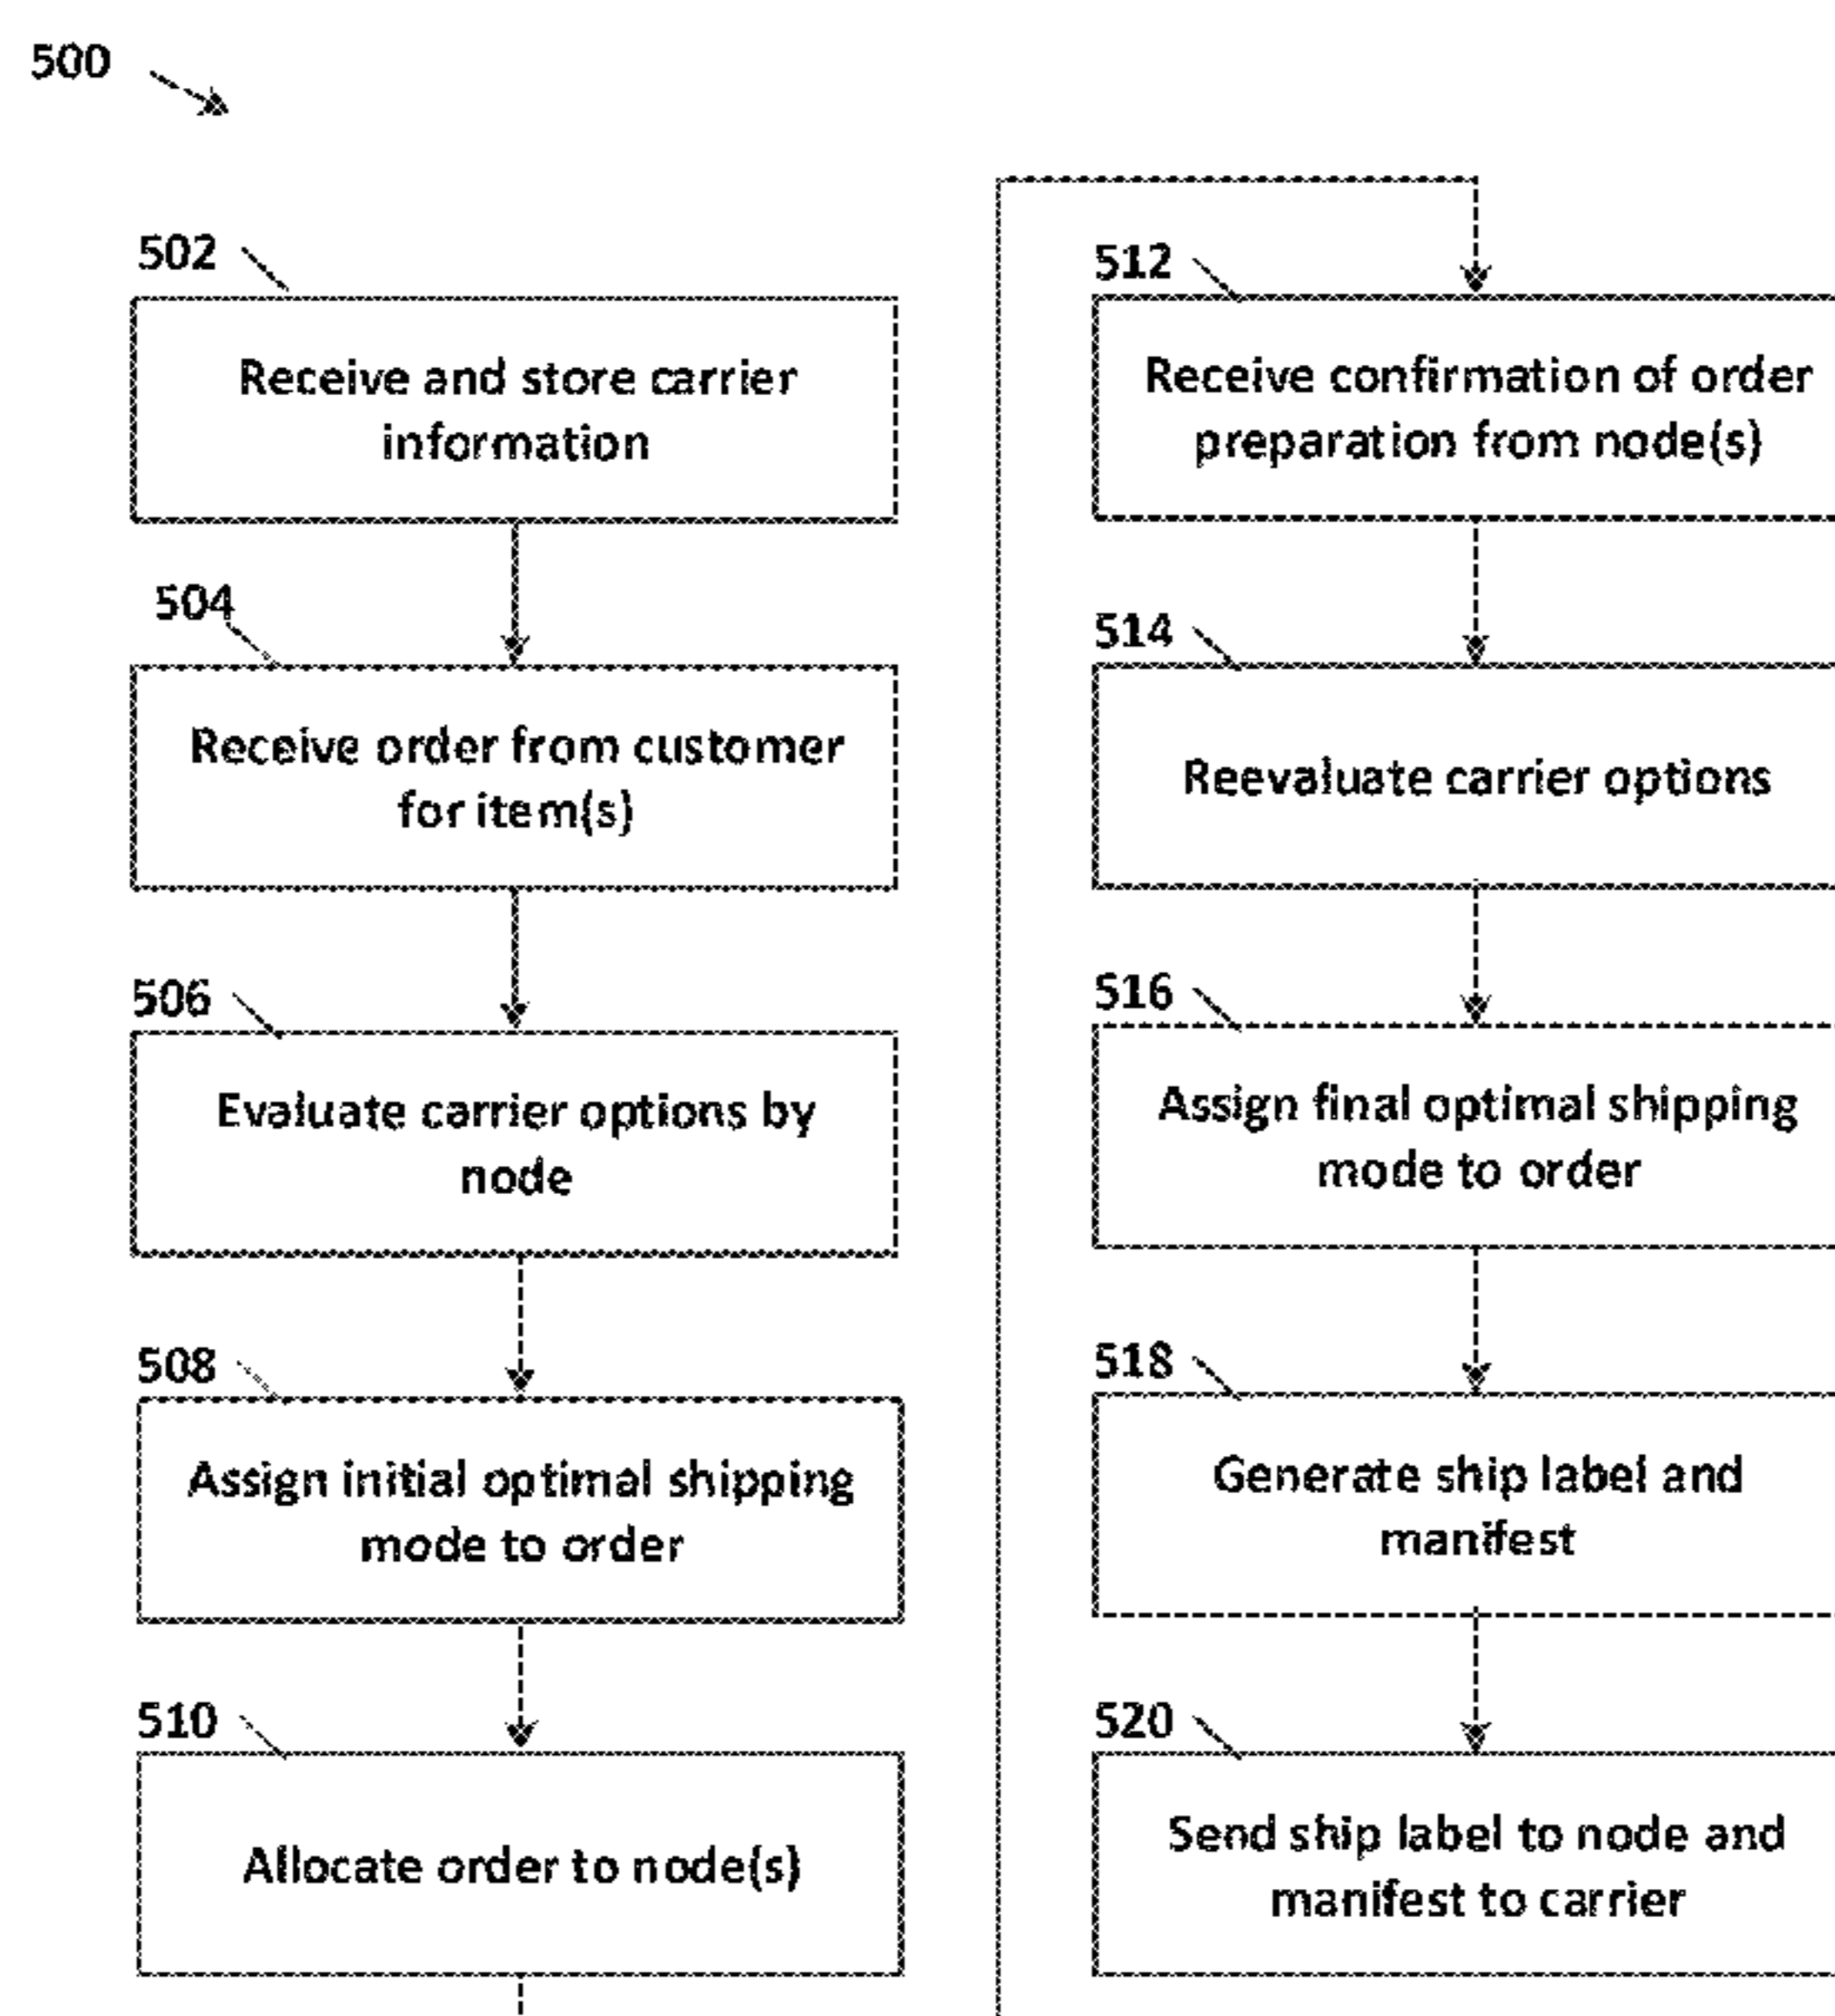 500
502
Receive and store carrier
information
504
Receive order from customer
for item(s)
506
Evaluate carrier options by
node
508
Assign initial optimal shipping
mode to order
510
Allocate order to node(s)
512
Receive confirmation of order
preparation from node(s)
514
Reevaluate carrier options
516
Assign final optimal shipping
mode to order
518
Generate ship label and
manifest
520
Send ship label to node and
manifest to carrier